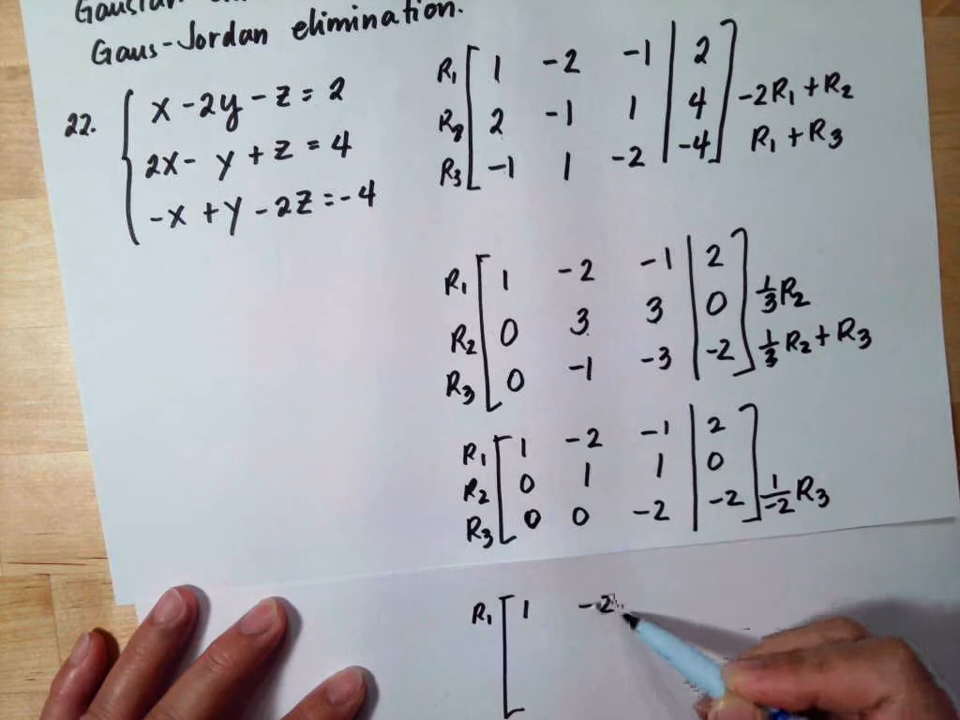 Gaussian
Gaus-Jordan elimination.
22. { x - 2y - z = 2
2x - y + z = 4
-x + y - 2z = -4
R₁ [ 1 -2 -1 | 2 ]
R₂ 2 -1 1 | 4 -2R₁ + R₂
R₃ -1 1 -2 | -4 R₁ + R₃
R₁ [ 1 -2 -1 | 2 ]
R₂ 0 3 3 | 0 1/3 R₂
R₃ 0 -1 -3 | -2 1/3 R₂ + R₃
R₁ [ 1 -2 -1 | 2 ]
R₂ 0 1 1 | 0
R₃ 0 0 -2 | -2 1/-2 R₃
R₁ [ 1 -2